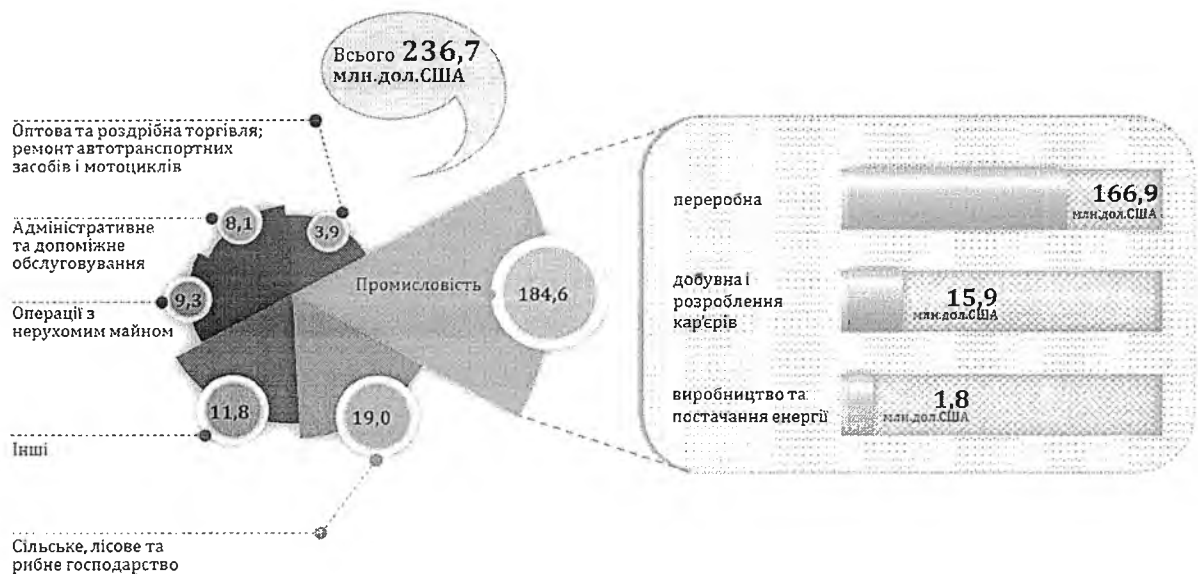 Всього 236,7
млн.дол.США
Оптова та роздрібна торгівля;
ремонт автотранспортних
засобів і мотоциклів
8,1
3,9
Адміністративне
та допоміжне
обслуговування
9,3
Операції з
нерухомим майном
Промисловість
184,6
11,8
19,0
Інші
Сільське, лісове та
рибне господарство
переробна
166,9
млн.дол.США
добувна і
розроблення
кар'єрів
15,9
млн.дол.США
виробництво та
постачання енергії
1,8
млн.дол.США